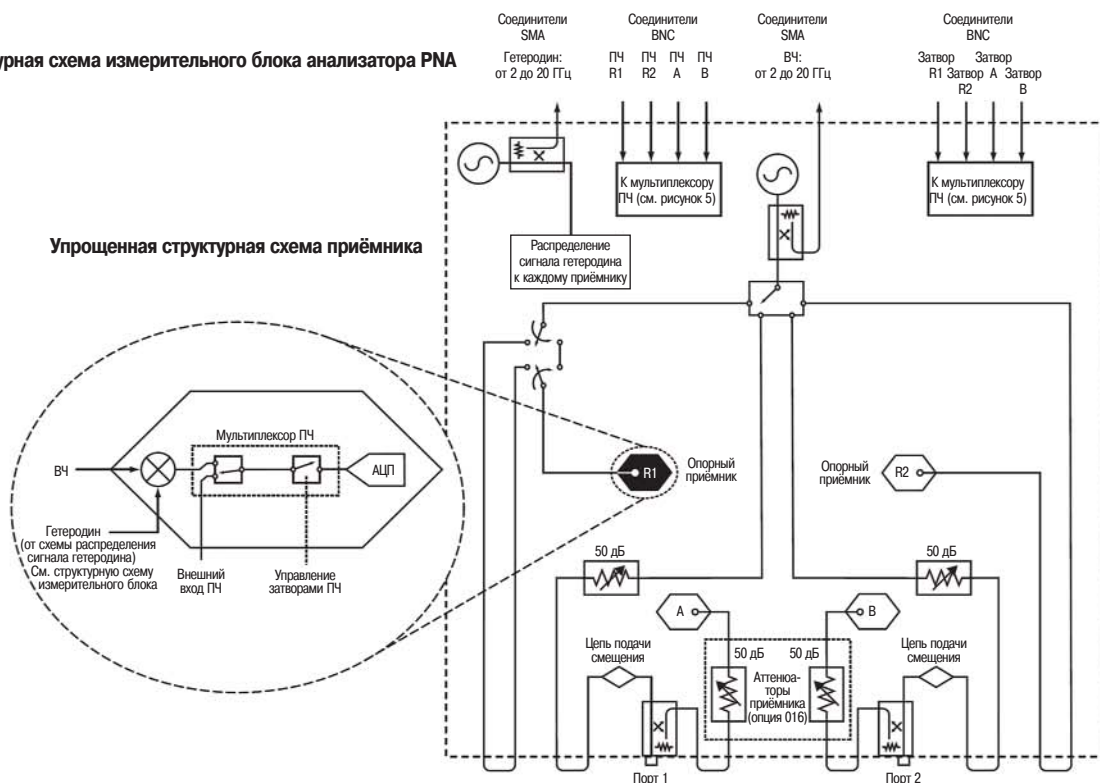 Соединители
SMA
Гетеродин:
от 2 до 20 ГГц
Соединители
BNC
ПЧ ПЧ ПЧ ПЧ
R1 R2 A B
Соединители
SMA
ВЧ:
от 2 до 20 ГГц
Соединители
BNC
Затвор Затвор
R1 Затвор A Затвор
R2 B
схема измерительного блока анализатора PNA
К мультиплексору
ПЧ (см. рисунок 5)
К мультиплексору
ПЧ (см. рисунок 5)
Упрощенная структурная схема приёмника
Распределение
сигнала гетеродина
к каждому приёмнику
Мультиплексор ПЧ
ВЧ
АЦП
Гетеродин
(от схемы распределения
сигнала гетеродина)
См. структурную схему
измерительного блока
Внешний
вход ПЧ
Управление
затворами ПЧ
R1
Опорный
приёмник
Опорный
приёмник
R2
50 дБ
50 дБ
A
B
Цепь подачи
смещения
50 дБ 50 дБ
Аттенюа-
торы
приёмника
(опция 016)
Цепь подачи
смещения
Порт 1
Порт 2